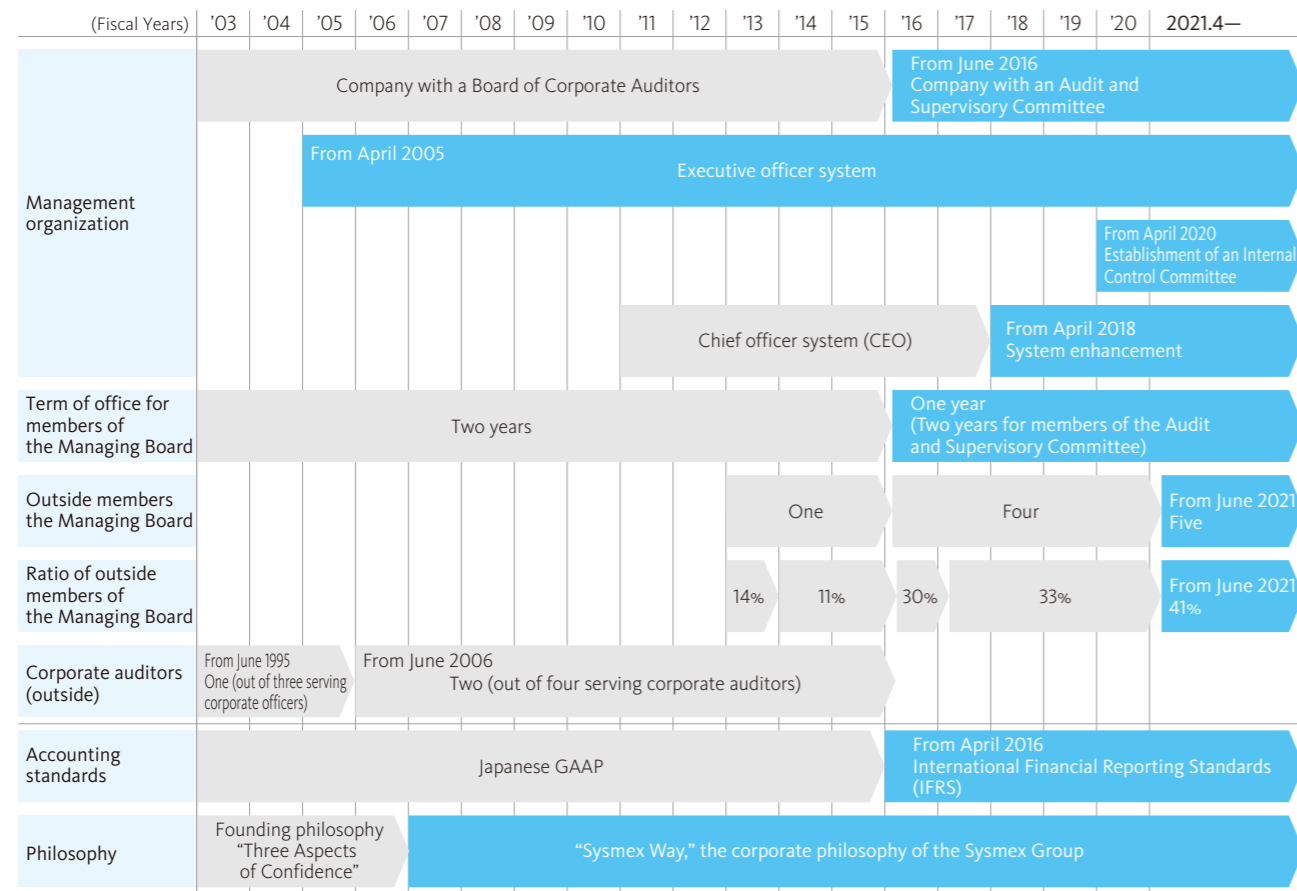 (Fiscal Years) ’03 ’04 ’05 ’06 ’07 ’08 ’09 ’10 ’11 ’12 ’13 ’14 ’15 ’16 ’17 ’18 ’19 ’20 2021.4—
Management
organization
Company with a Board of Corporate Auditors
From June 2016
Company with an Audit and
Supervisory Committee
From April 2005
Executive officer system
From April 2020
Establishment of an Internal
Control Committee
Chief officer system (CEO)
From April 2018
System enhancement
Term of office for
members of
the Managing Board
Two years
One year
(Two years for members of the Audit
and Supervisory Committee)
Outside members
the Managing Board
One
Four
From June 2021
Five
Ratio of outside
members of
the Managing Board
14%
11%
30%
33%
From June 2021
41%
Corporate auditors
(outside)
From June 1995
One (out of three serving
corporate officers)
From June 2006
Two (out of four serving corporate auditors)
Accounting
standards
Japanese GAAP
From April 2016
International Financial Reporting Standards
(IFRS)
Philosophy
Founding philosophy
“Three Aspects
of Confidence”
“Sysmex Way,” the corporate philosophy of the Sysmex Group